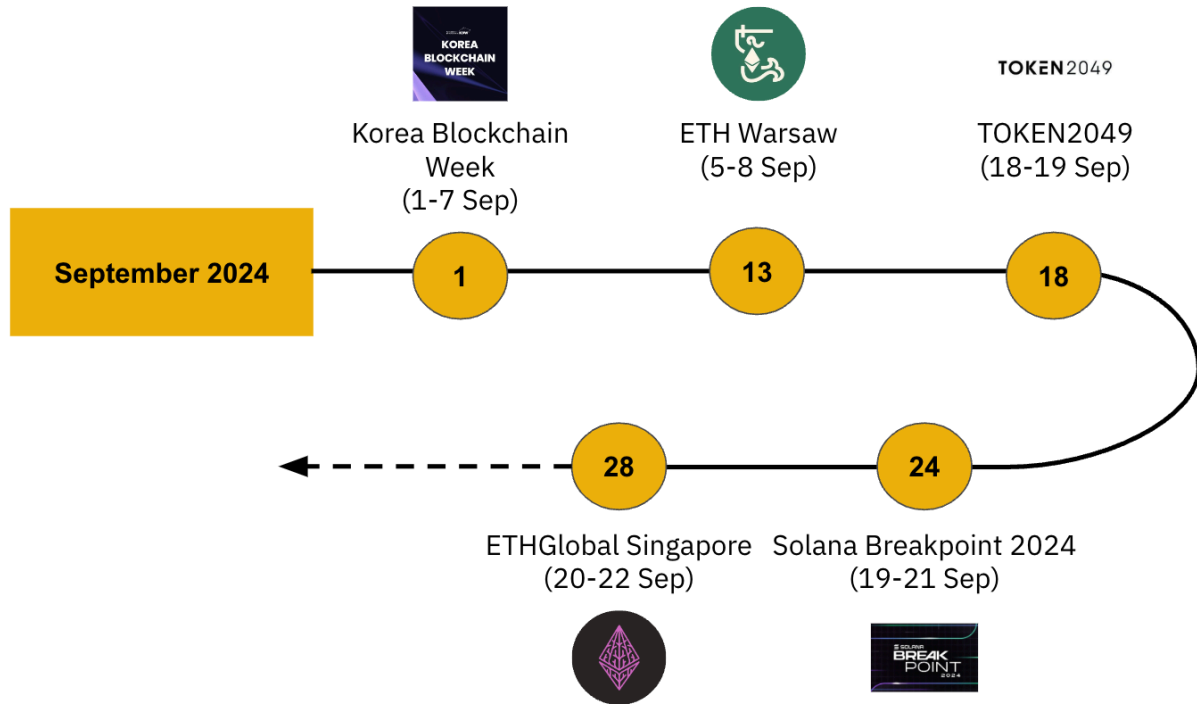 KOREA
BLOCKCHAIN
WEEK
TOKEN2049
Korea Blockchain
Week
(1-7 Sep)
ETH Warsaw
(5-8 Sep)
TOKEN2049
(18-19 Sep)
September 2024
1
13
18
28
24
ETHGlobal Singapore
(20-22 Sep)
Solana Breakpoint 2024
(19-21 Sep)
SOLANA
BREAK
POINT
2024